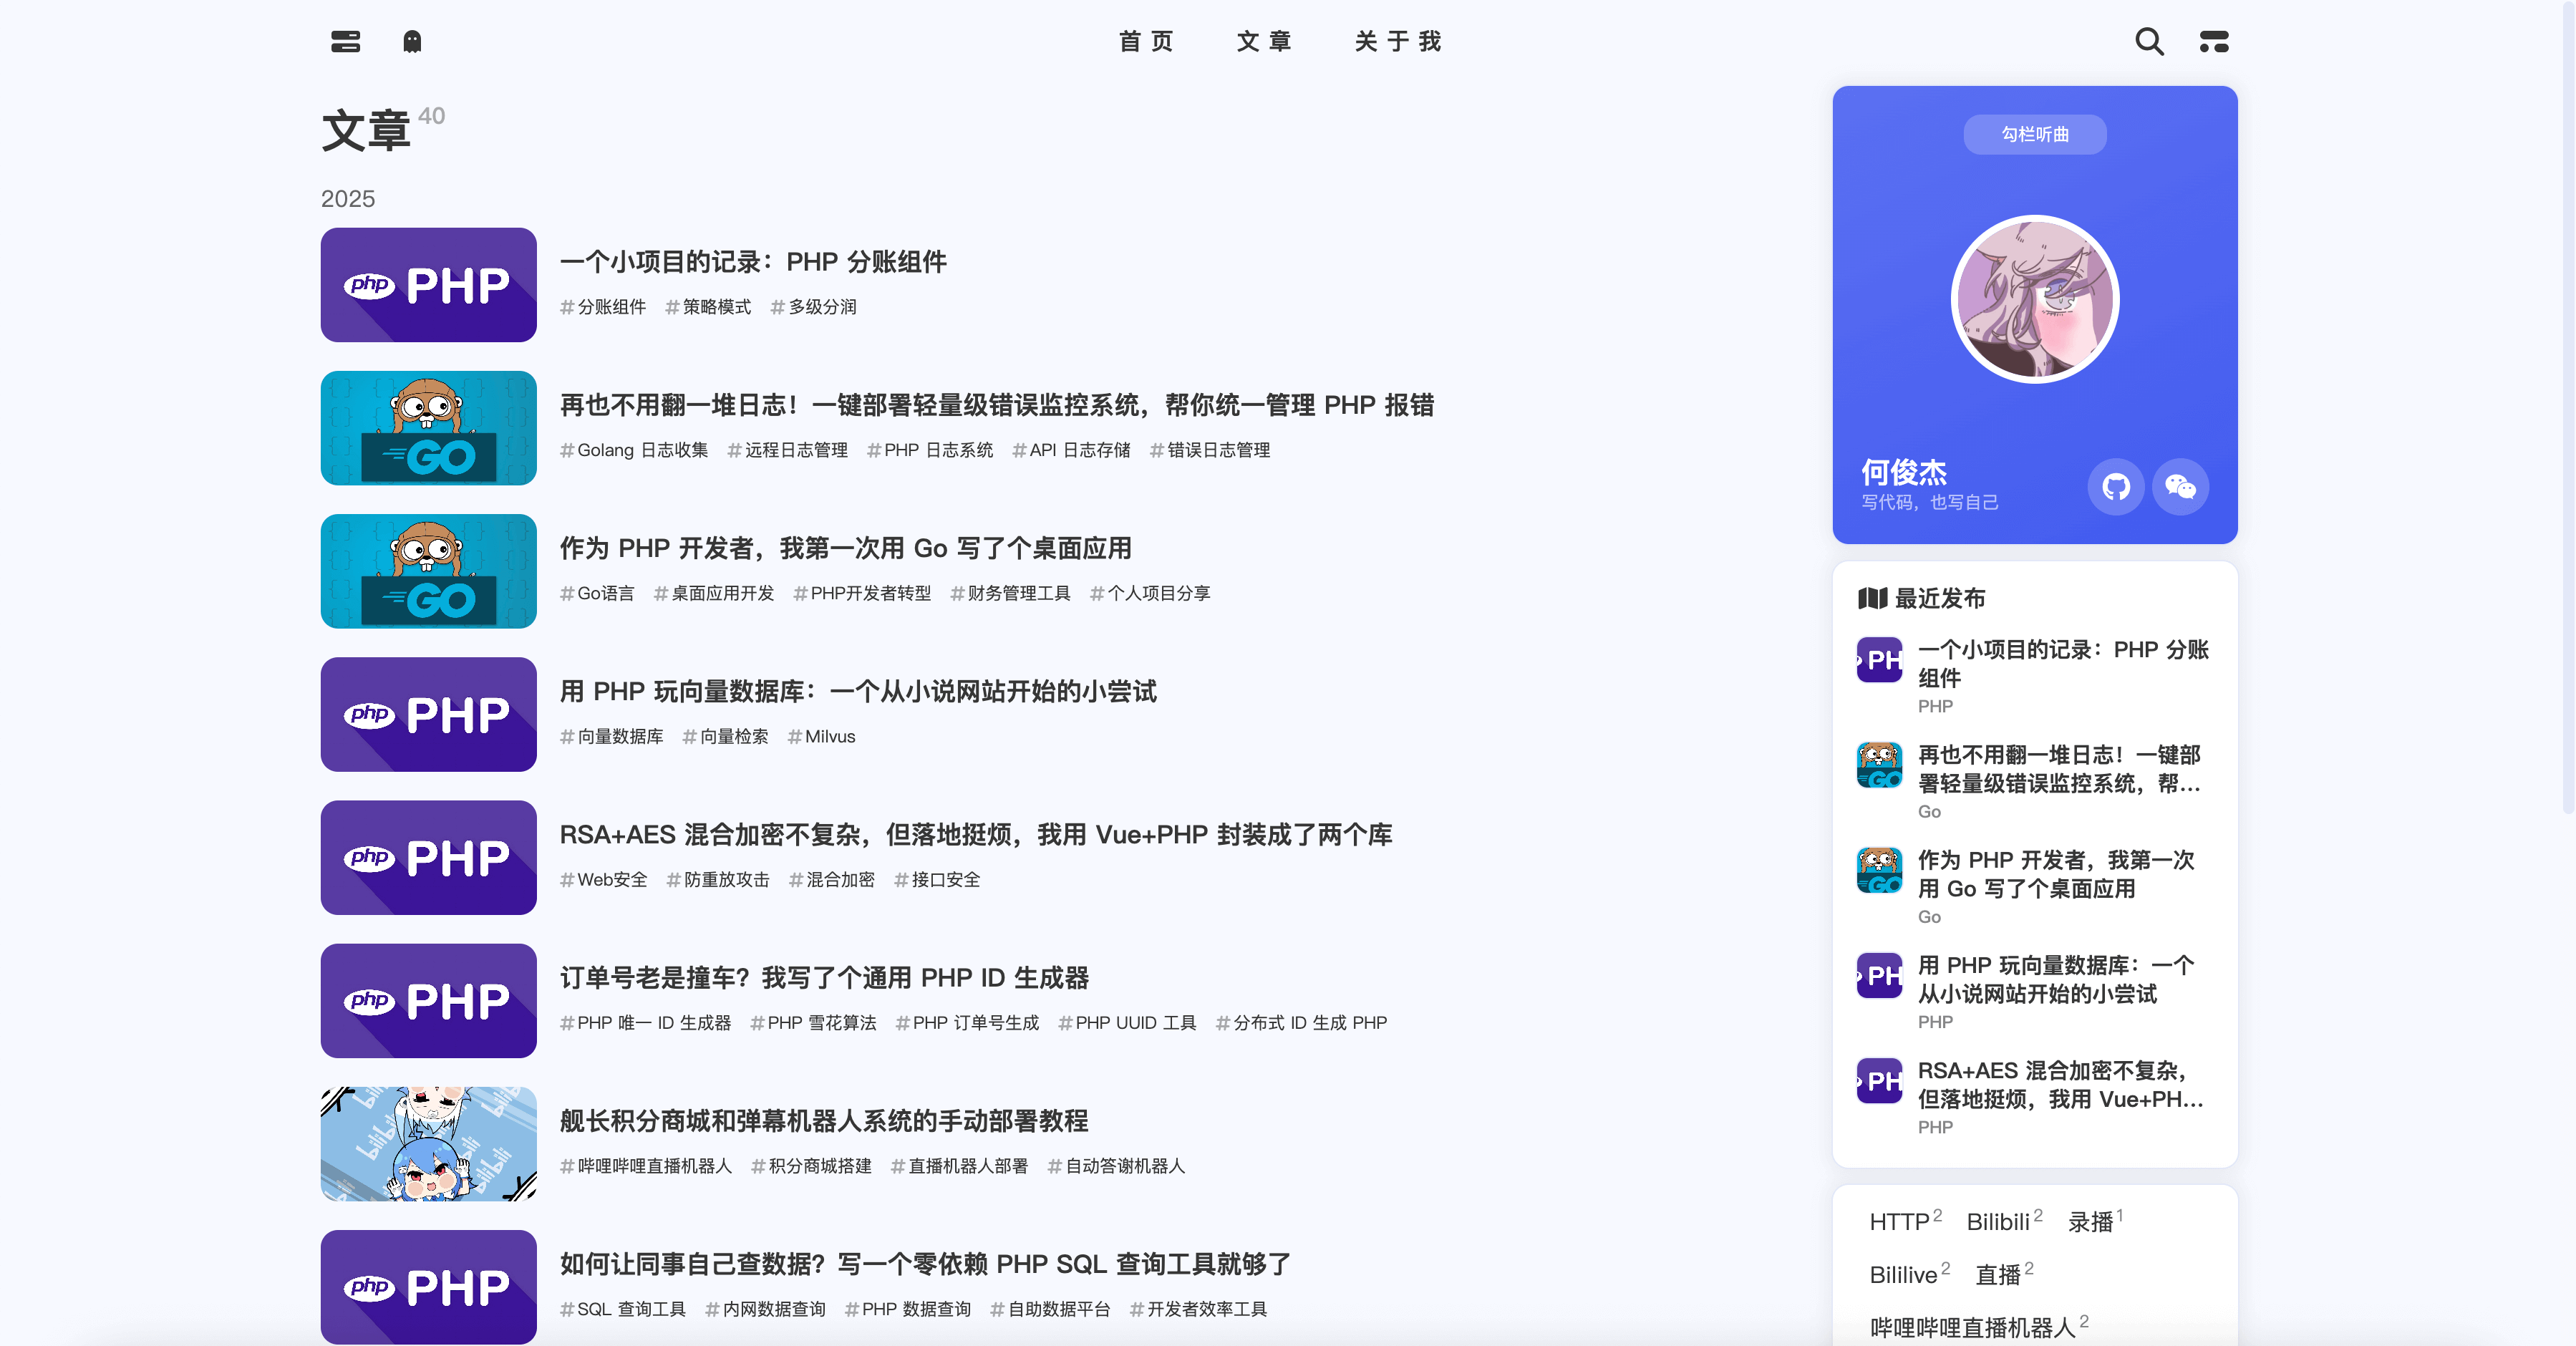 首页 文章 关于我
文章 40
2025
php PHP
一个小项目的记录：PHP 分账组件
#分账组件 #策略模式 #多级分润
GO
再也不用翻一堆日志！一键部署轻量级错误监控系统，帮你统一管理 PHP 报错
#Golang 日志收集 #远程日志管理 #PHP 日志系统 #API 日志存储 #错误日志管理
GO
作为 PHP 开发者，我第一次用 Go 写了个桌面应用
#Go语言 #桌面应用开发 #PHP开发者转型 #财务管理工具 #个人项目分享
php PHP
用 PHP 玩向量数据库：一个从小说网站开始的小尝试
#向量数据库 #向量检索 #Milvus
php PHP
RSA+AES 混合加密不复杂，但落地挺烦，我用 Vue+PHP 封装成了两个库
#Web安全 #防重放攻击 #混合加密 #接口安全
php PHP
订单号老是撞车？我写了个通用 PHP ID 生成器
#PHP 唯一 ID 生成器 #PHP 雪花算法 #PHP 订单号生成 #PHP UUID 工具 #分布式 ID 生成 PHP
bilibili
舰长积分商城和弹幕机器人系统的手动部署教程
#哔哩哔哩直播机器人 #积分商城搭建 #直播机器人部署 #自动答谢机器人
php PHP
如何让同事自己查数据？写一个零依赖 PHP SQL 查询工具就够了
#SQL 查询工具 #内网数据查询 #PHP 数据查询 #自助数据平台 #开发者效率工具
勾栏听曲
何俊杰
写代码，也写自己
最近发布
PH
一个小项目的记录：PHP 分账
组件
PHP
GO
再也不用翻一堆日志！一键部
署轻量级错误监控系统，帮...
Go
GO
作为 PHP 开发者，我第一次
用 Go 写了个桌面应用
Go
PH
用 PHP 玩向量数据库：一个
从小说网站开始的小尝试
PHP
PH
RSA+AES 混合加密不复杂，
但落地挺烦，我用 Vue+PH...
PHP
HTTP 2 Bilibili 2 录播 1
Bililive 2 直播 2
哔哩哔哩直播机器人 2